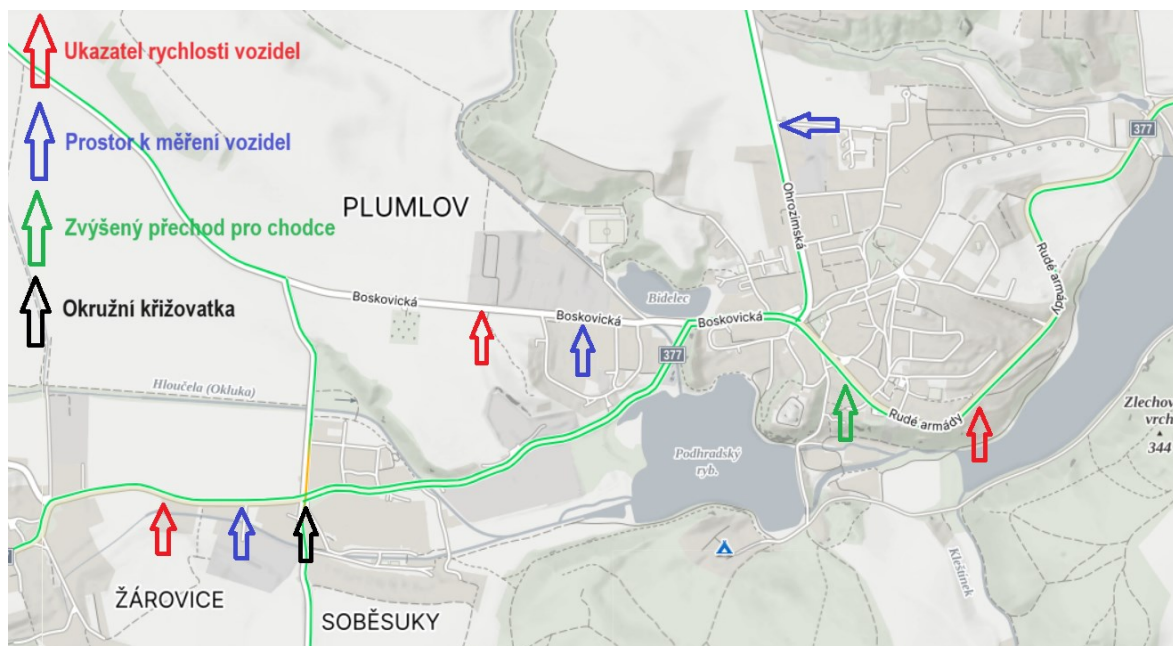 Ukazatel rychlosti vozidel
Prostor k měření vozidel
Zvýšený přechod pro chodce
Okružní křižovatka
PLUMLOV
377
Ohrozimská
Rudé armády
Boskovická
Boskovická
Bidelec
Boskovická
377
Hloučela (Okluka)
Rudé armády
Zlechov
vrch
344
Podhradský
ryb.
Kleštínek
ŽÁROVICE
SOBĚSUKY